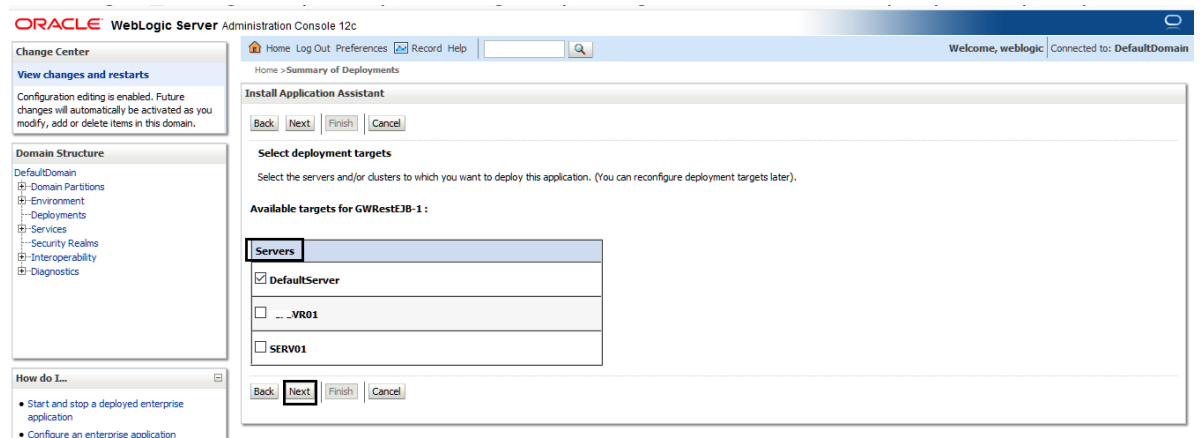 ORACLE WebLogic Server Administration Console 12c
Change Center
View changes and restarts
Configuration editing is enabled. Future
changes will automatically be activated as you
modify, add or delete items in this domain.
Domain Structure
DefaultDomain
Domain Partitions
Environment
Deployments
Services
Security Realms
Interoperability
Diagnostics
How do I...
Start and stop a deployed enterprise
application
Configure an enterprise application
Home Log Out Preferences Record Help
Welcome, weblogic Connected to: DefaultDomain
Home >Summary of Deployments
Install Application Assistant
Back Next Finish Cancel
Select deployment targets
Select the servers and/or clusters to which you want to deploy this application. (You can reconfigure deployment targets later).
Available targets for GWRestEJB-1 :
Servers
DefaultServer
VR01
SERV01
Back Next Finish Cancel